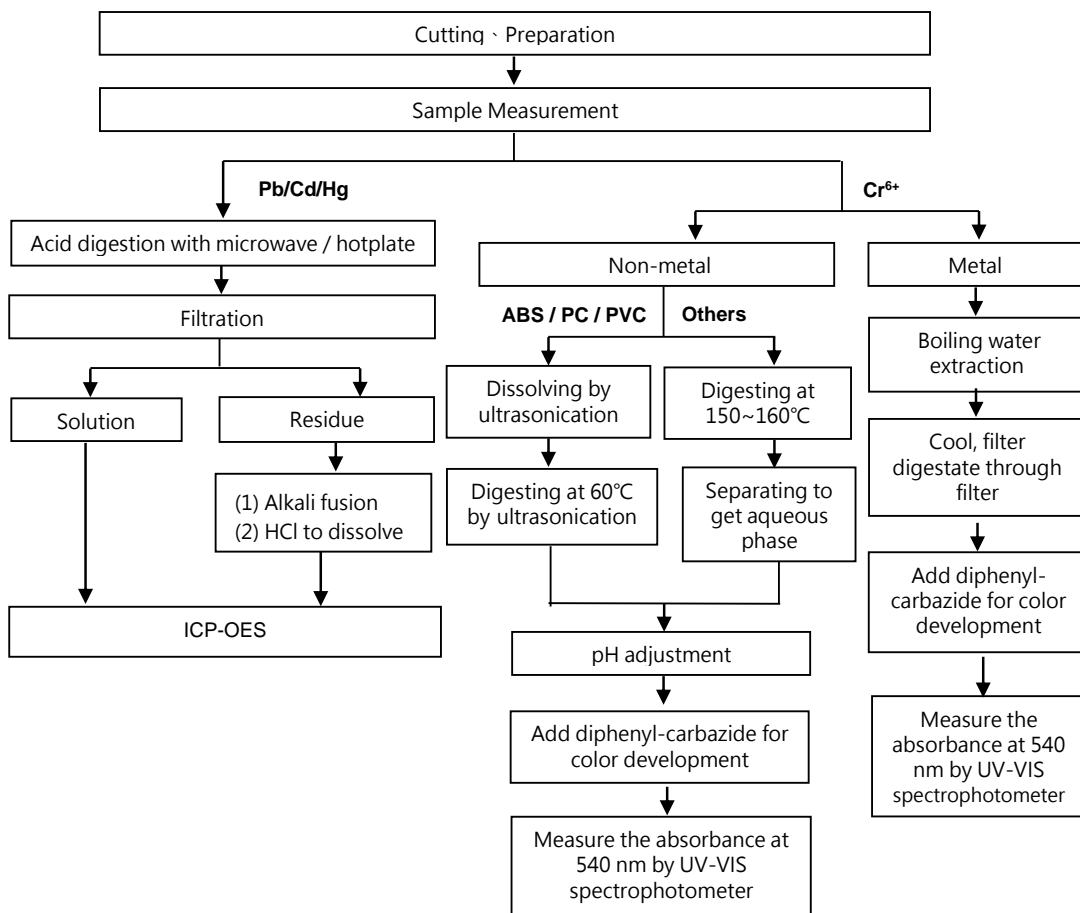 Cutting、Preparation
Sample Measurement
Pb/Cd/Hg
Cr6+
Acid digestion with microwave / hotplate
Non-metal
Metal
Filtration
ABS / PC / PVC
Others
Boiling water
extraction
Solution
Residue
Dissolving by
ultrasonication
Digesting at
150~160℃
Cool, filter
digestate through
filter
(1) Alkali fusion
(2) HCl to dissolve
Digesting at 60℃
by ultrasonication
Separating to
get aqueous
phase
Add diphenyl-
carbazide for color
development
ICP-OES
pH adjustment
Measure the
absorbance at 540
nm by UV-VIS
spectrophotometer
Add diphenyl-carbazide for
color development
Measure the absorbance at
540 nm by UV-VIS
spectrophotometer